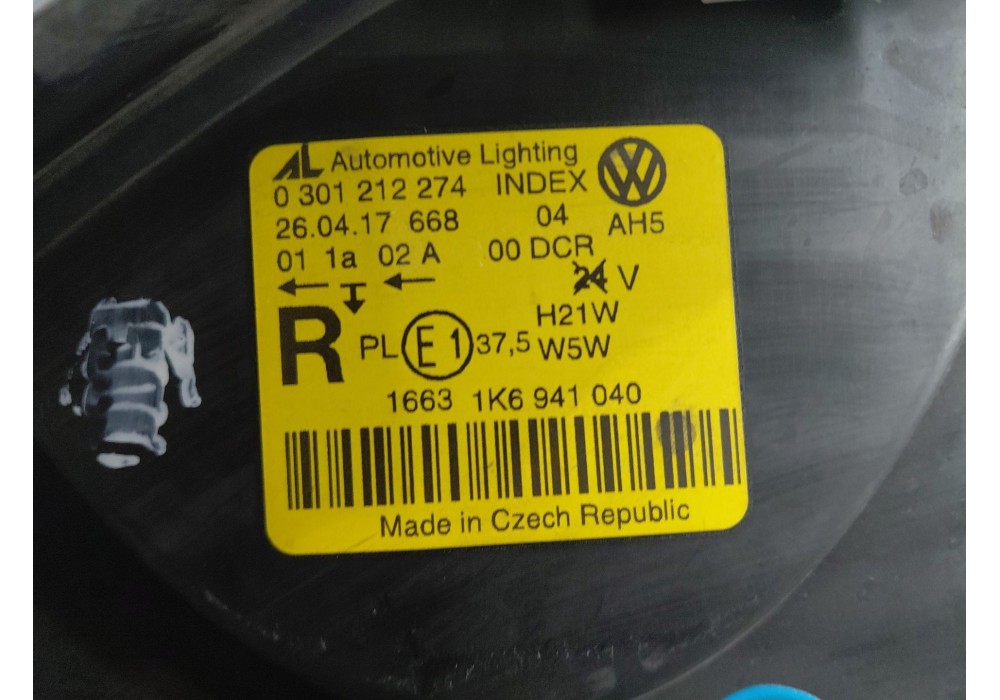 AL Automotive Lighting
0 301 212 274 INDEX
26.04.17 668 04 AH5
01 1a 02 A 00 DCR
24 V
R PL E1 37,5 H21W
W5W
1663 1K6 941 040
Made in Czech Republic